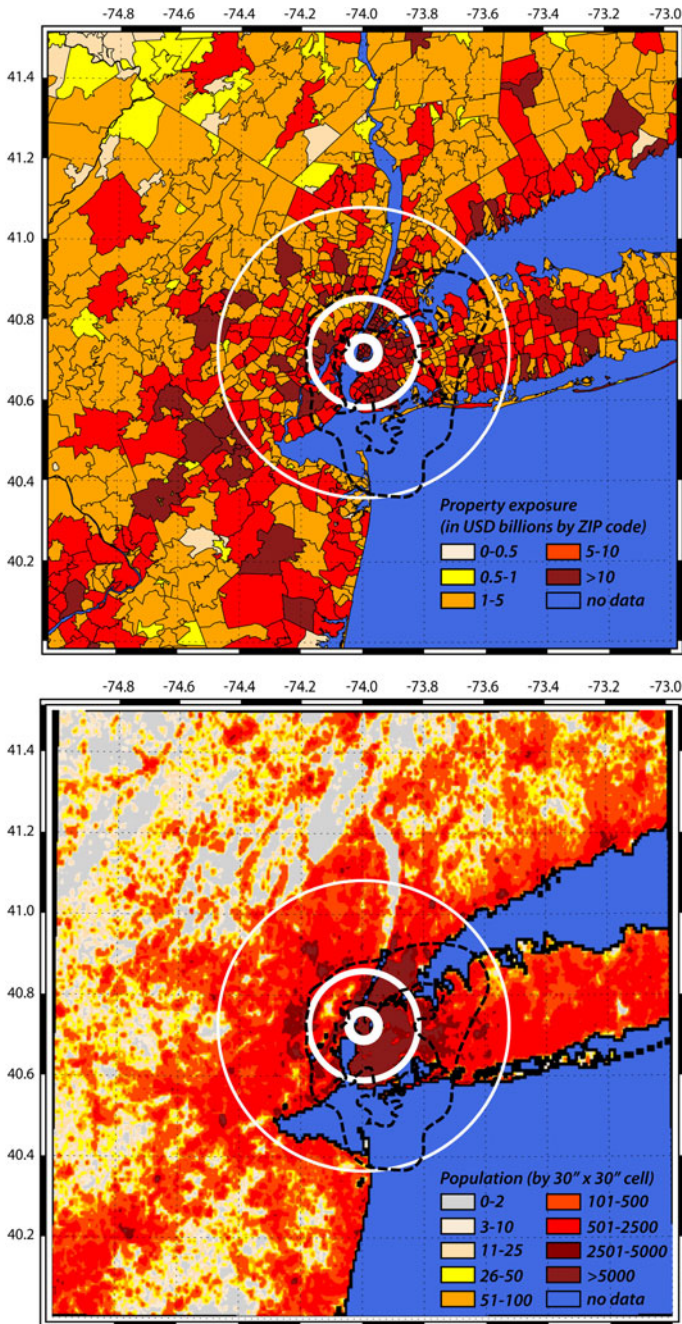 -74.8 -74.6 -74.4 -74.2 -74.0 -73.8 -73.6 -73.4 -73.2 -73.0
41.4
41.2
41.0
40.8
40.6
40.4
40.2
Property exposure
(in USD billions by ZIP code)
0-0.5 5-10
0.5-1 >10
1-5 no data
-74.8 -74.6 -74.4 -74.2 -74.0 -73.8 -73.6 -73.4 -73.2 -73.0
41.4
41.2
41.0
40.8
40.6
40.4
40.2
Population (by 30" x 30" cell)
0-2 101-500
3-10 501-2500
11-25 2501-5000
26-50 >5000
51-100 no data